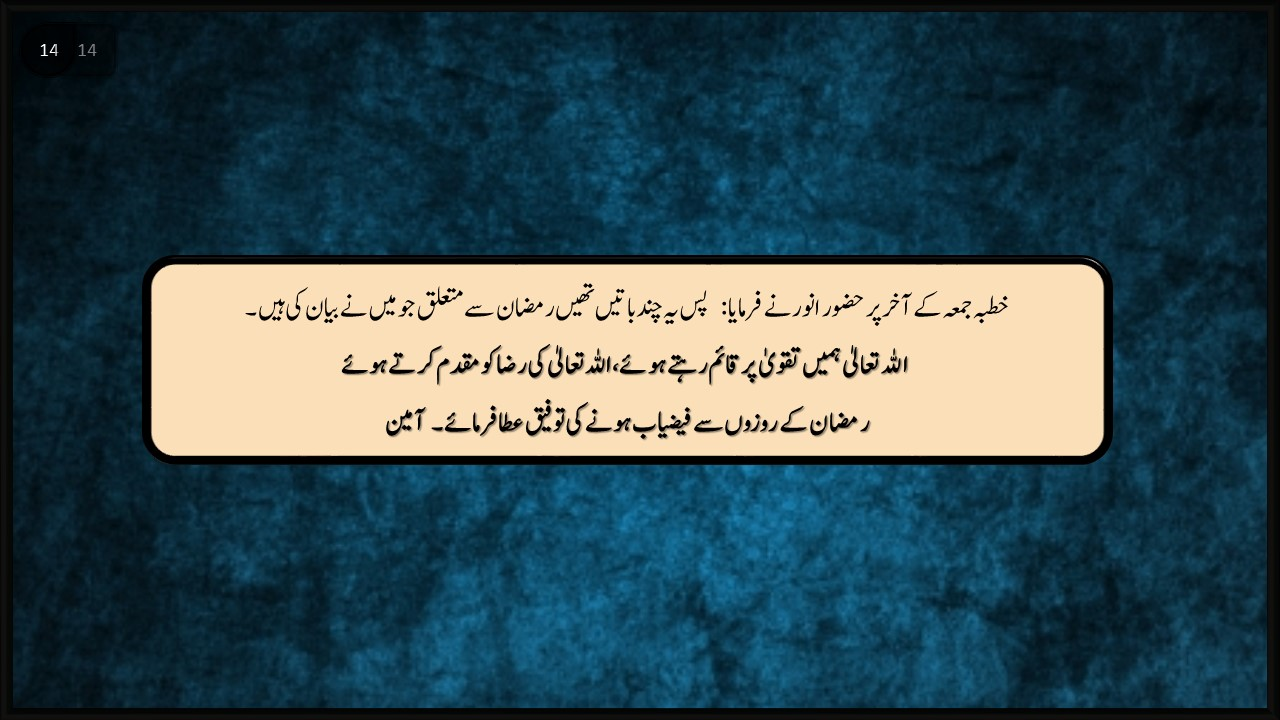 14 14
خطبہ جمعہ کے آخر پر حضور انور نے فرمایا: پس یہ چند باتیں تھیں رمضان سے متعلق جو میں نے بیان کی ہیں۔
اللہ تعالیٰ ہمیں تقویٰ پر قائم رہتے ہوئے،اللہ تعالیٰ کی رضا کو مقدم کرتے ہوئے
رمضان کے روزوں سے فیضیاب ہونے کی توفیق عطا فرمائے۔ آمین